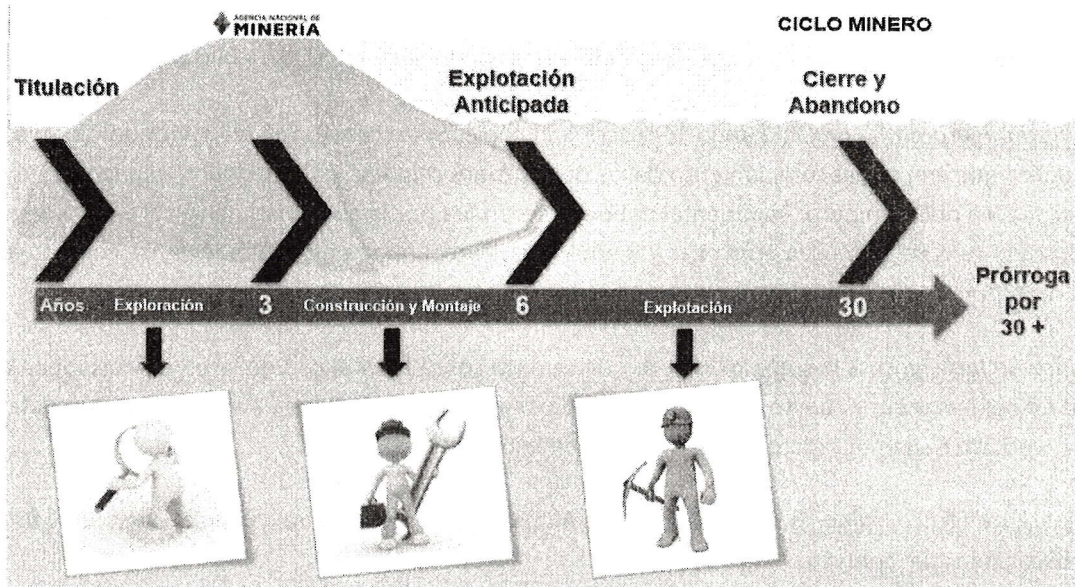 AGENCIA NACIONAL DE
MINERÍA
CICLO MINERO
Titulación
Explotación
Anticipada
Cierre y
Abandono
Años
Exploración
3
Construcción y Montaje
6
Explotación
30
Prórroga
por
30 +